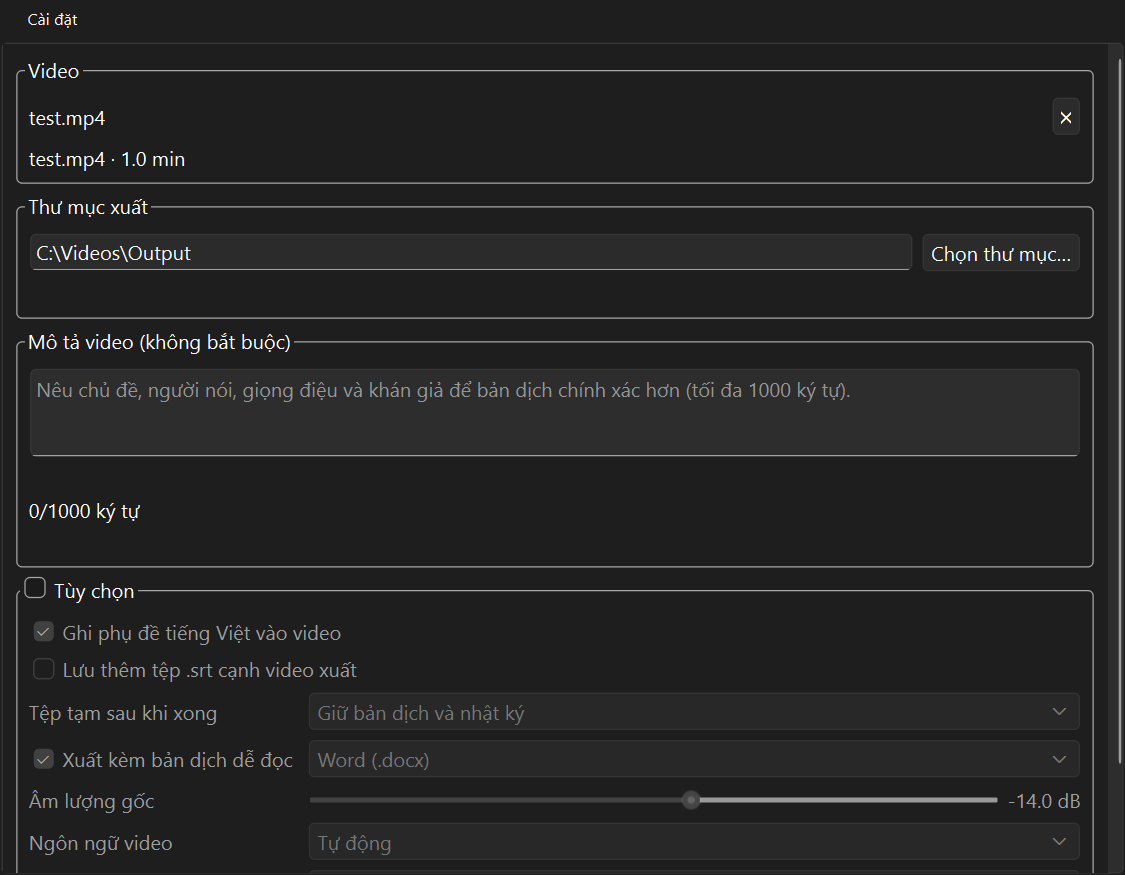 Cài đặt
Video
test.mp4
test.mp4 · 1.0 min
Thư mục xuất
C:\Videos\Output
Chọn thư mục...
Mô tả video (không bắt buộc)
Nêu chủ đề, người nói, giọng điệu và khán giả để bản dịch chính xác hơn (tối đa 1000 ký tự).
0/1000 ký tự
Tùy chọn
Ghi phụ đề tiếng Việt vào video
Lưu thêm tệp .srt cạnh video xuất
Tệp tạm sau khi xong
Giữ bản dịch và nhật ký
Xuất kèm bản dịch dễ đọc
Word (.docx)
Âm lượng gốc
-14.0 dB
Ngôn ngữ video
Tự động